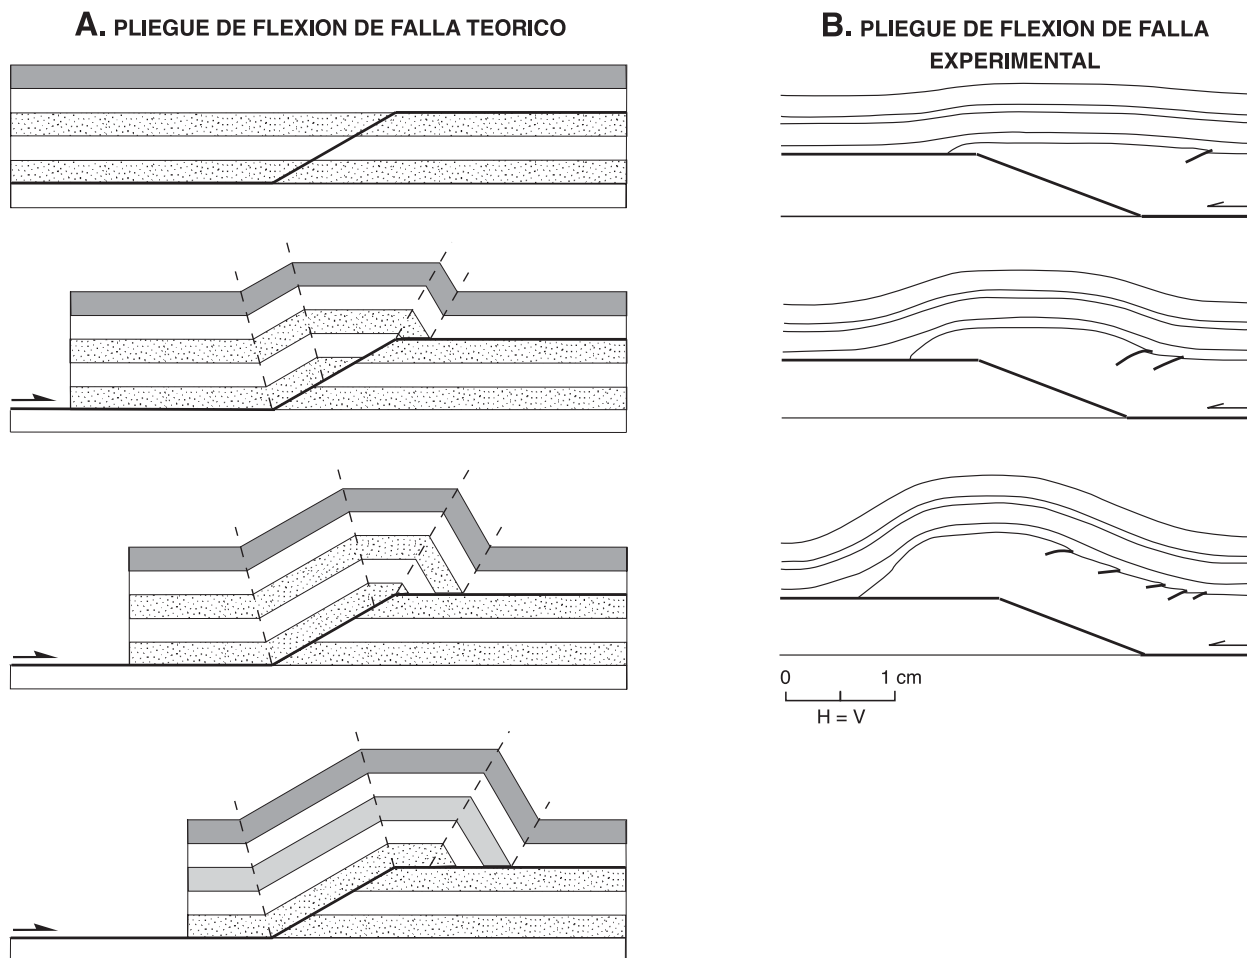 A. PLIEGUE DE FLEXION DE FALLA TEORICO
B. PLIEGUE DE FLEXION DE FALLA
EXPERIMENTAL
0 1 cm
H = V